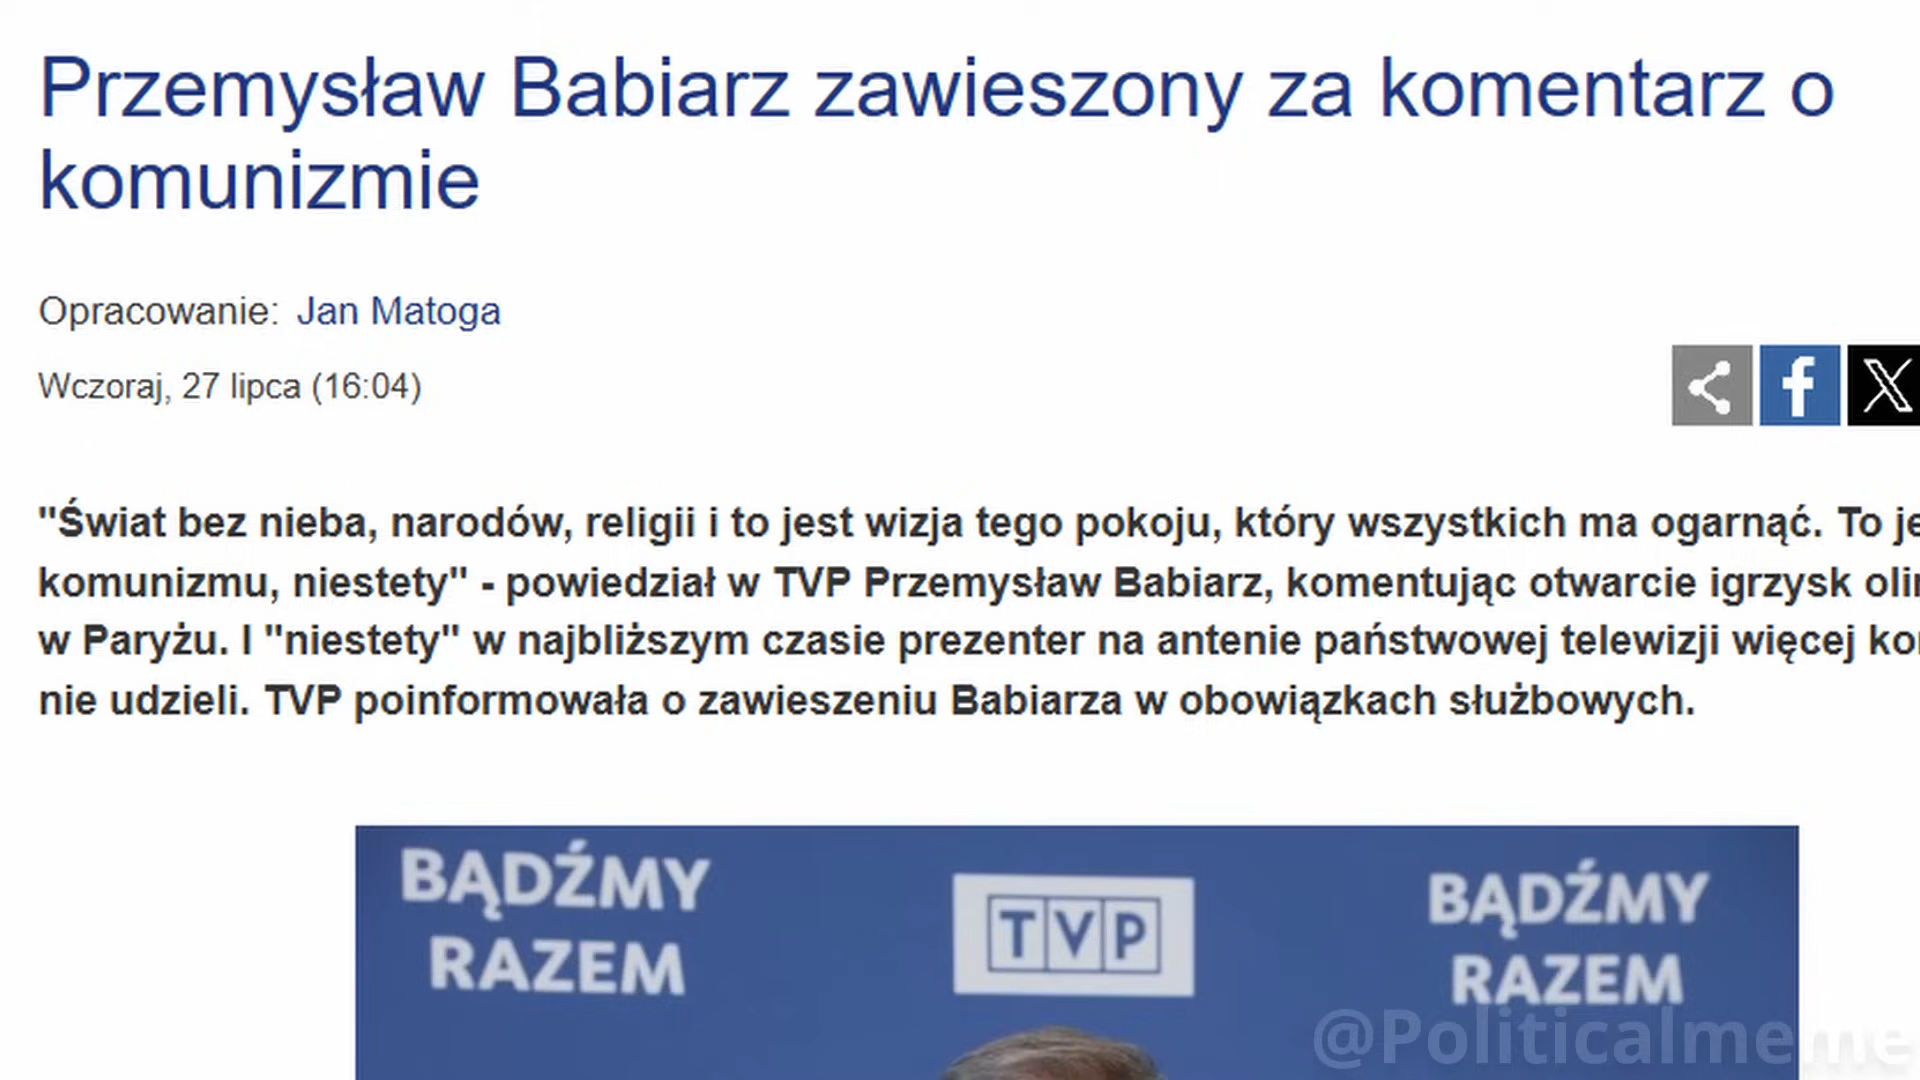 Przemysław Babiarz zawieszony za komentarz o
komunizmie
Opracowanie: Jan Matoga
Wczoraj, 27 lipca (16:04)
"Świat bez nieba, narodów, religii i to jest wizja tego pokoju, który wszystkich ma ogarnąć. To
komunizmu, niestety" - powiedział w TVP Przemysław Babiarz, komentując otwarcie igrzysk
w Paryżu. I "niestety" w najbliższym czasie prezenter na antenie państwowej telewizji więcej
nie udzieli. TVP poinformowała o zawieszeniu Babiarza w obowiązkach służbowych.
BĄDŹMY
RAZEM
TVP
BĄDŹMY
RAZEM
@Politicalmeme